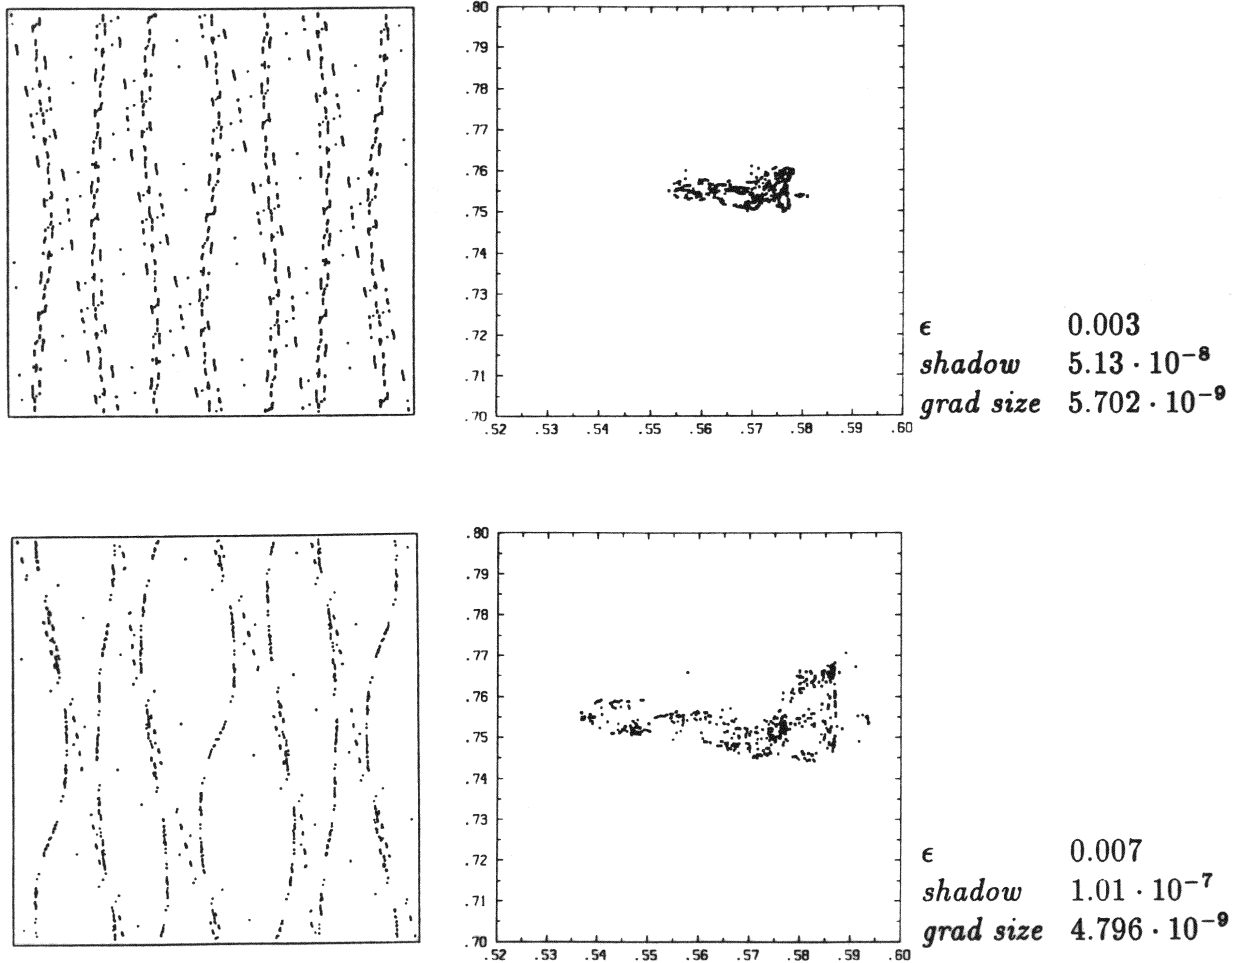 .80
.79
.78
.77
.76
.75
.74
.73
.72
.70
.52 .53 .54 .55 .56 .57 .58 .59 .60
ϵ 0.003
shadow 5.13 · 10⁻⁸
grad size 5.702 · 10⁻⁹
.80
.79
.78
.77
.76
.75
.74
.73
.72
.71
.70
.52 .53 .54 .55 .56 .57 .58 .59 .60
ϵ 0.007
shadow 1.01 · 10⁻⁷
grad size 4.796 · 10⁻⁹